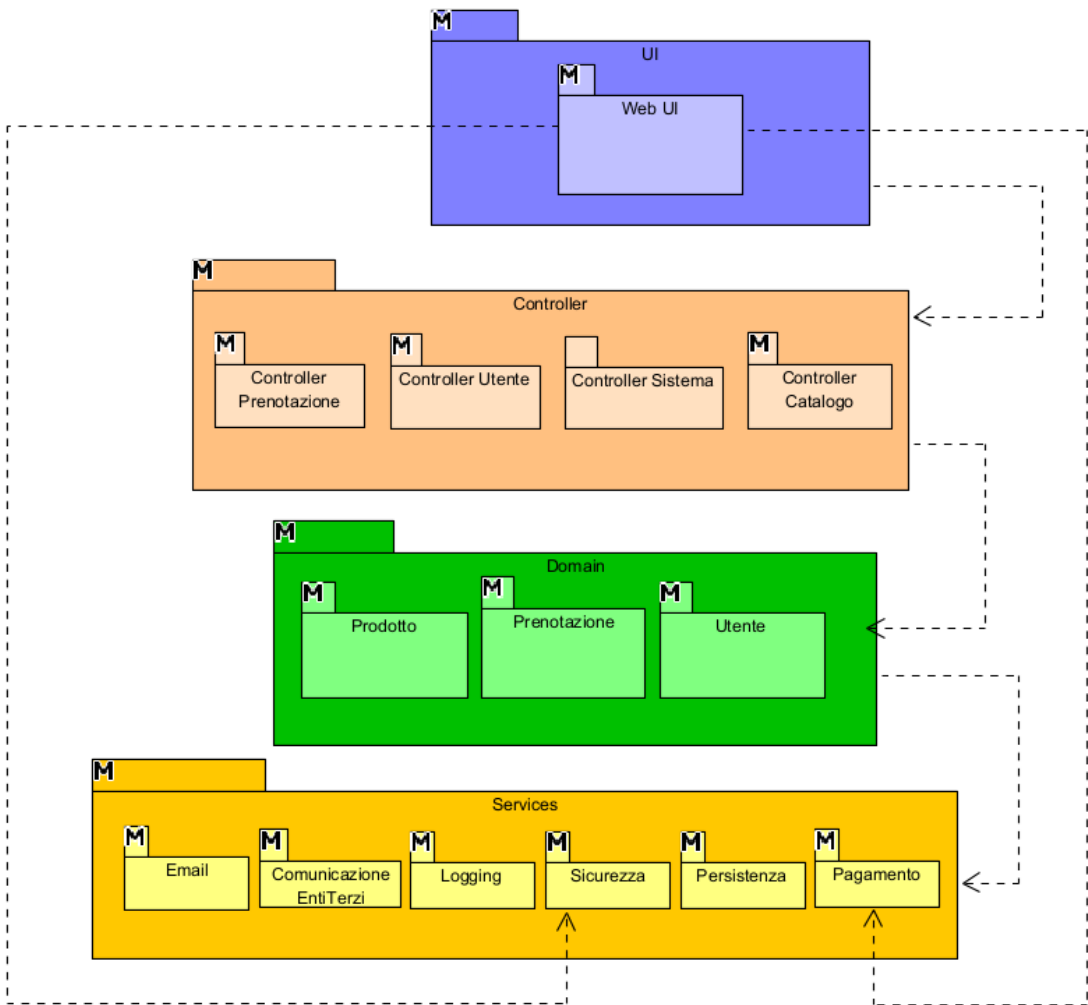 M
UI
M
Web UI
M
Controller
M
Controller
Prenotazione
M
Controller Utente
Controller Sistema
M
Controller
Catalogo
M
Domain
M
Prodotto
M
Prenotazione
M
Utente
M
Services
M
Email
M
Comunicazione
EntiTerzi
M
Logging
M
Sicurezza
M
Persistenza
M
Pagamento